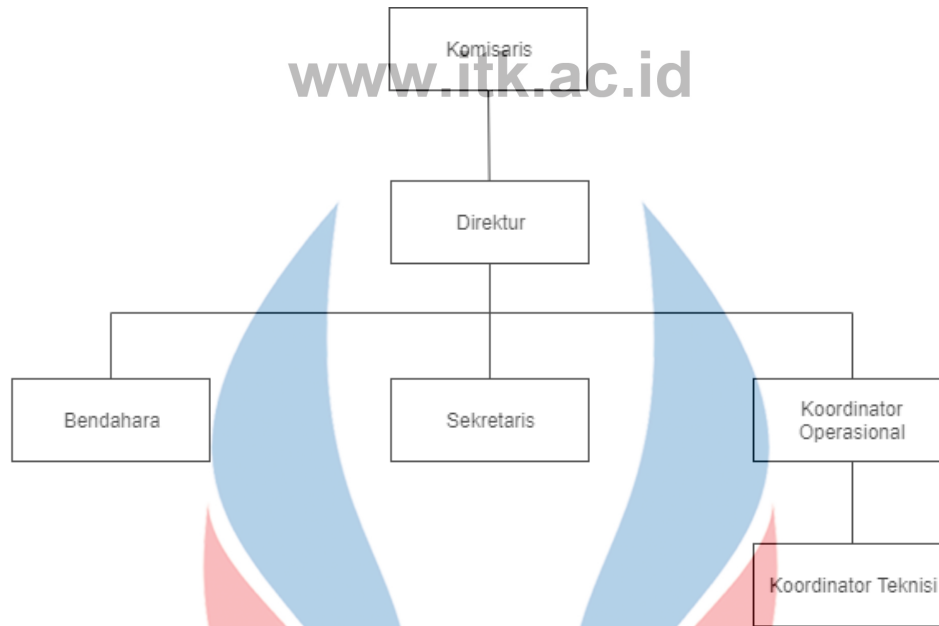 Komisaris
www.itk.ac.id
Direktur
Bendahara
Sekretaris
Koordinator
Operasional
Koordinator Teknisi